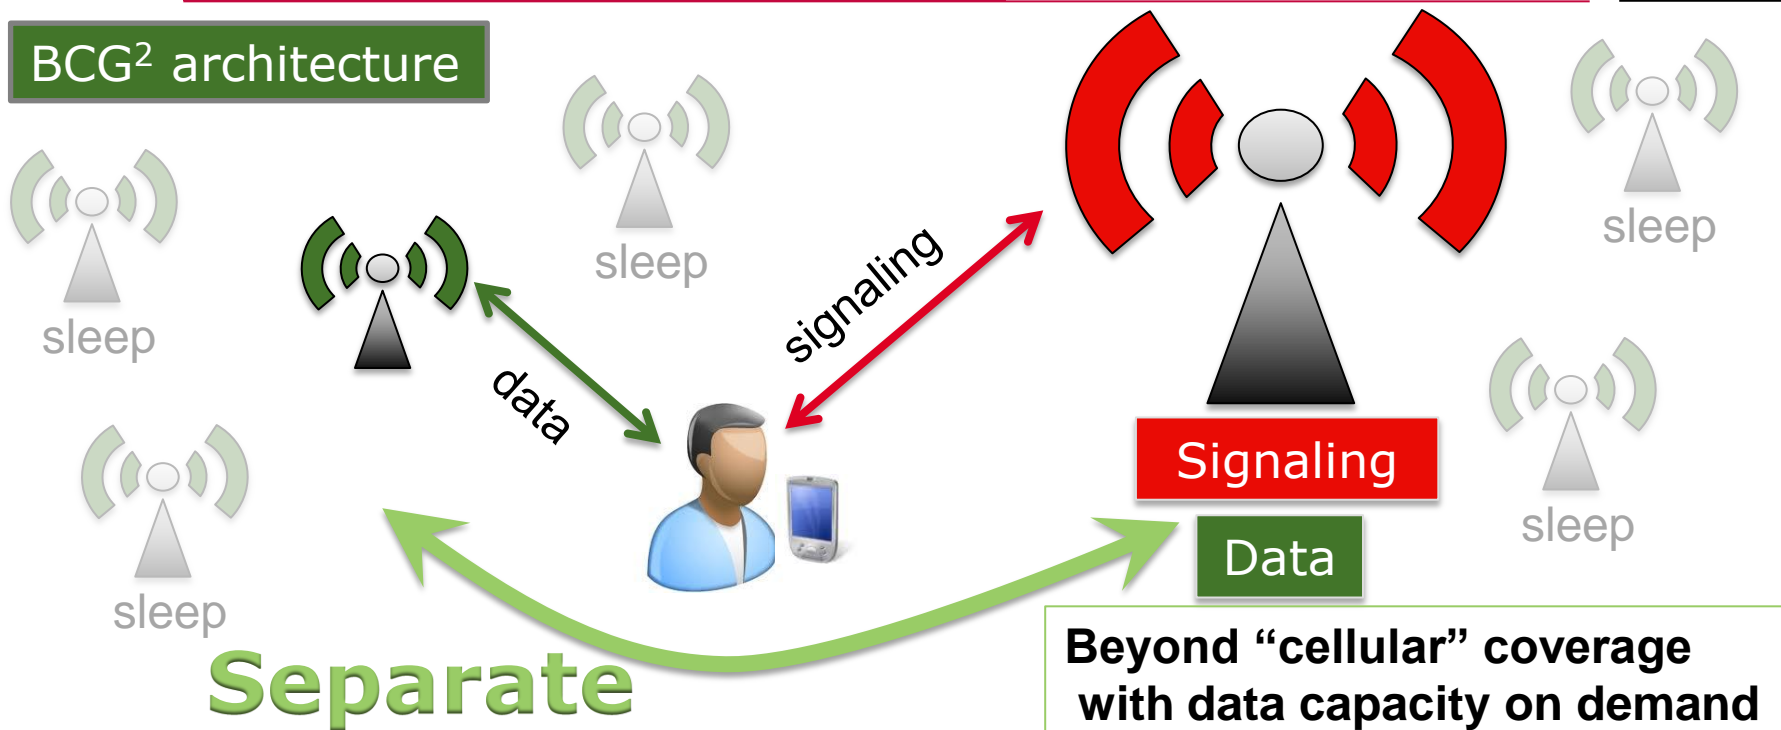 BCG² architecture
sleep
sleep
sleep
sleep
sleep
data
signaling
Signaling
Data
Separate
Beyond “cellular” coverage
with data capacity on demand